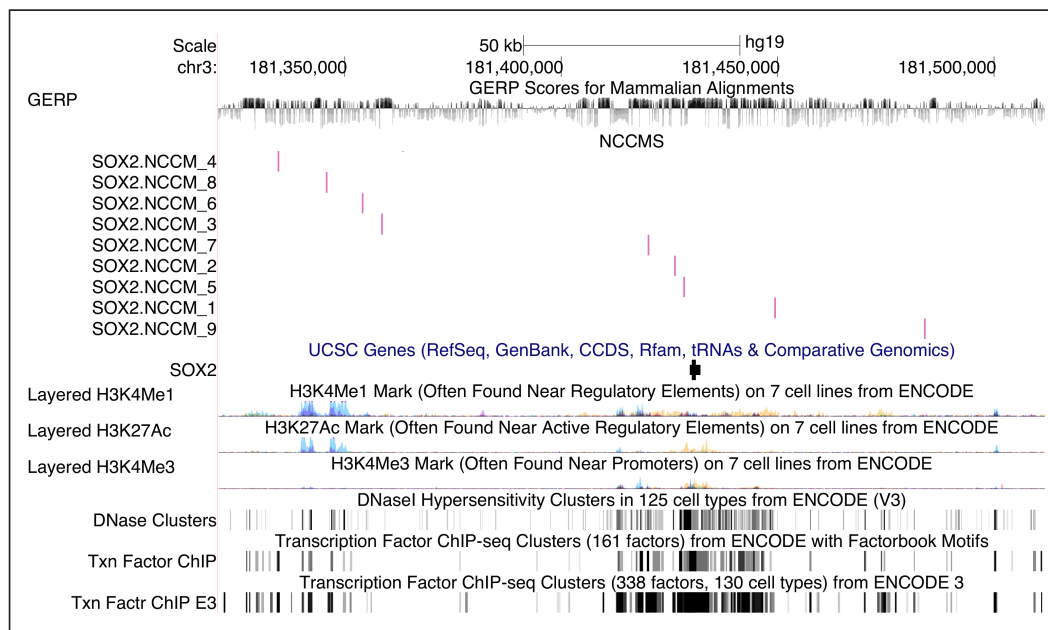 Scale 50 kb hg19
chr3: 181,350,000 181,400,000 181,450,000 181,500,000
GERP Scores for Mammalian Alignments
GERP
NCCMS
SOX2.NCCM_4
SOX2.NCCM_8
SOX2.NCCM_6
SOX2.NCCM_3
SOX2.NCCM_7
SOX2.NCCM_2
SOX2.NCCM_5
SOX2.NCCM_1
SOX2.NCCM_9
UCSC Genes (RefSeq, GenBank, CCDS, Rfam, tRNAs & Comparative Genomics)
SOX2
H3K4Me1 Mark (Often Found Near Regulatory Elements) on 7 cell lines from ENCODE
Layered H3K4Me1
H3K27Ac Mark (Often Found Near Active Regulatory Elements) on 7 cell lines from ENCODE
Layered H3K27Ac
H3K4Me3 Mark (Often Found Near Promoters) on 7 cell lines from ENCODE
Layered H3K4Me3
DNaseI Hypersensitivity Clusters in 125 cell types from ENCODE (V3)
DNase Clusters
Transcription Factor ChIP-seq Clusters (161 factors) from ENCODE with Factorbook Motifs
Txn Factor ChIP
Transcription Factor ChIP-seq Clusters (338 factors, 130 cell types) from ENCODE 3
Txn Factr ChIP E3